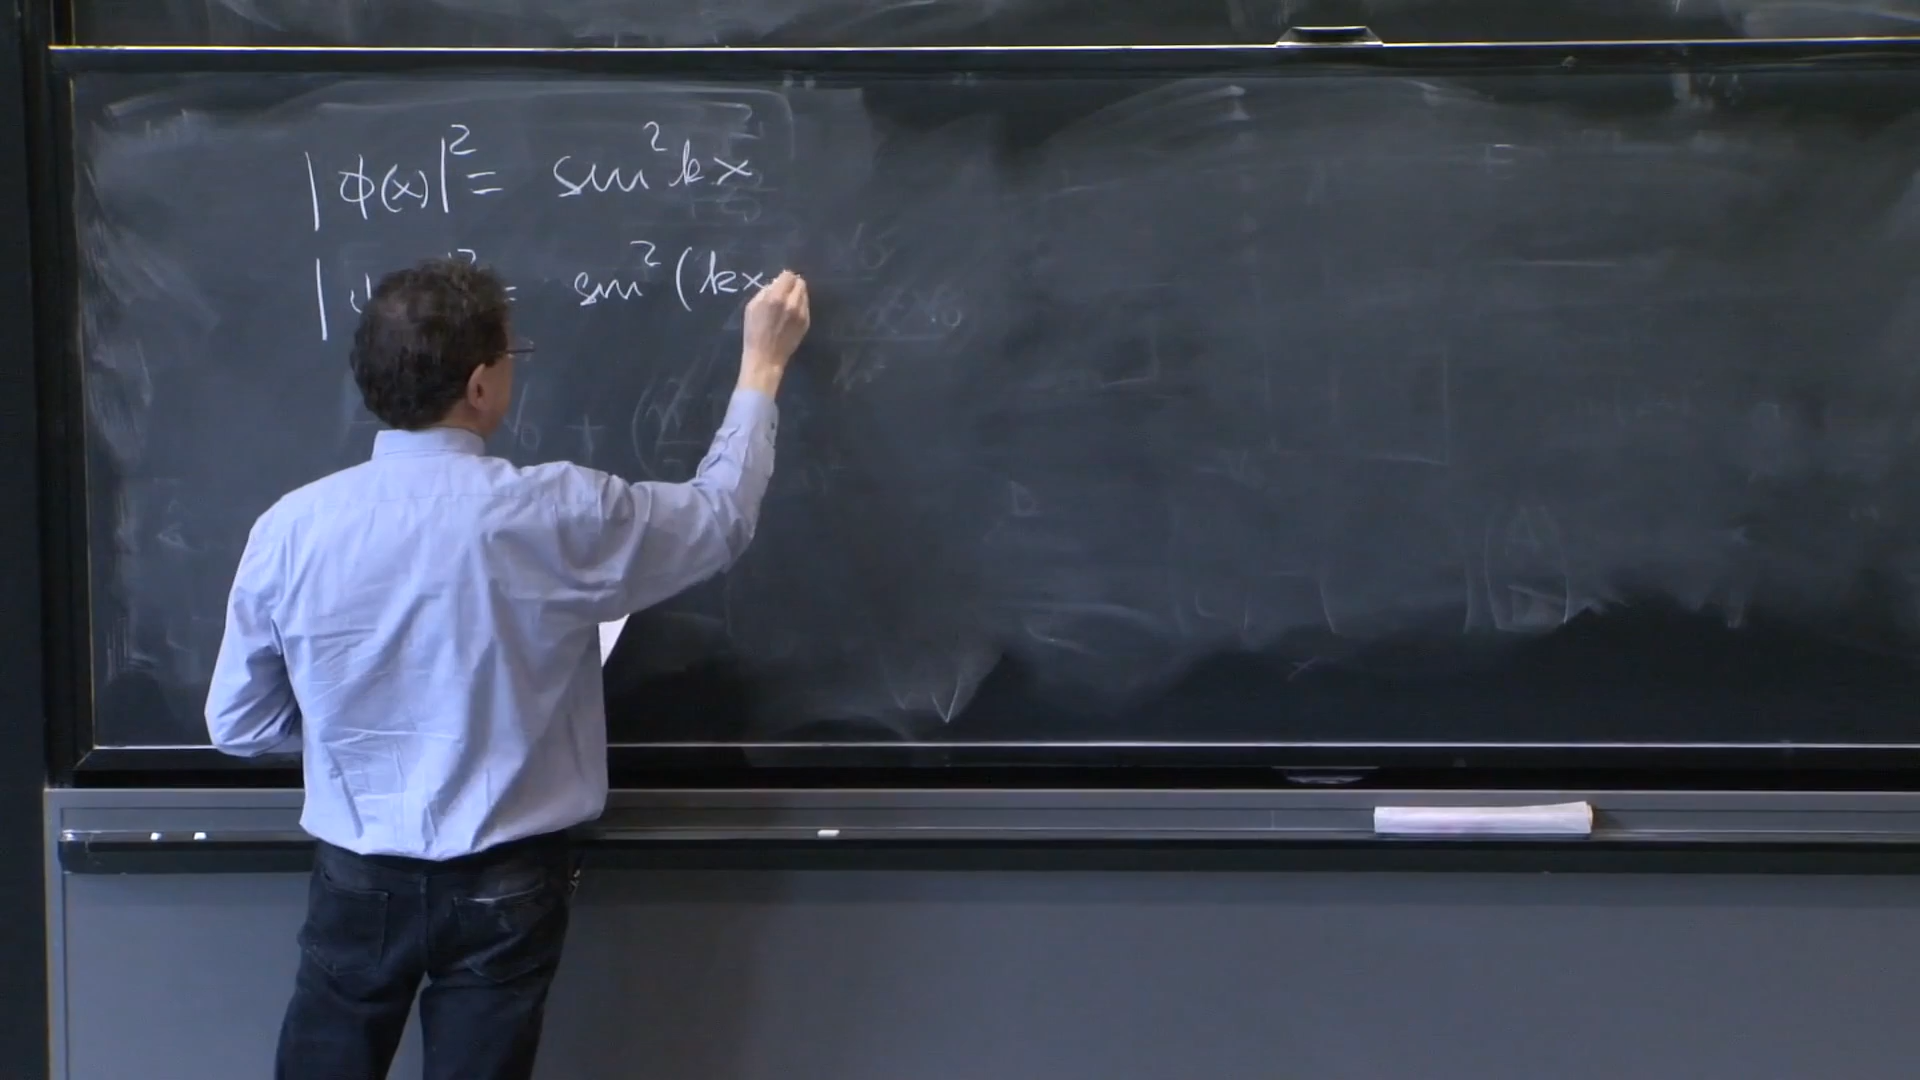 |ϕ(x)|² = sin² kx
| ² = sin² (kx